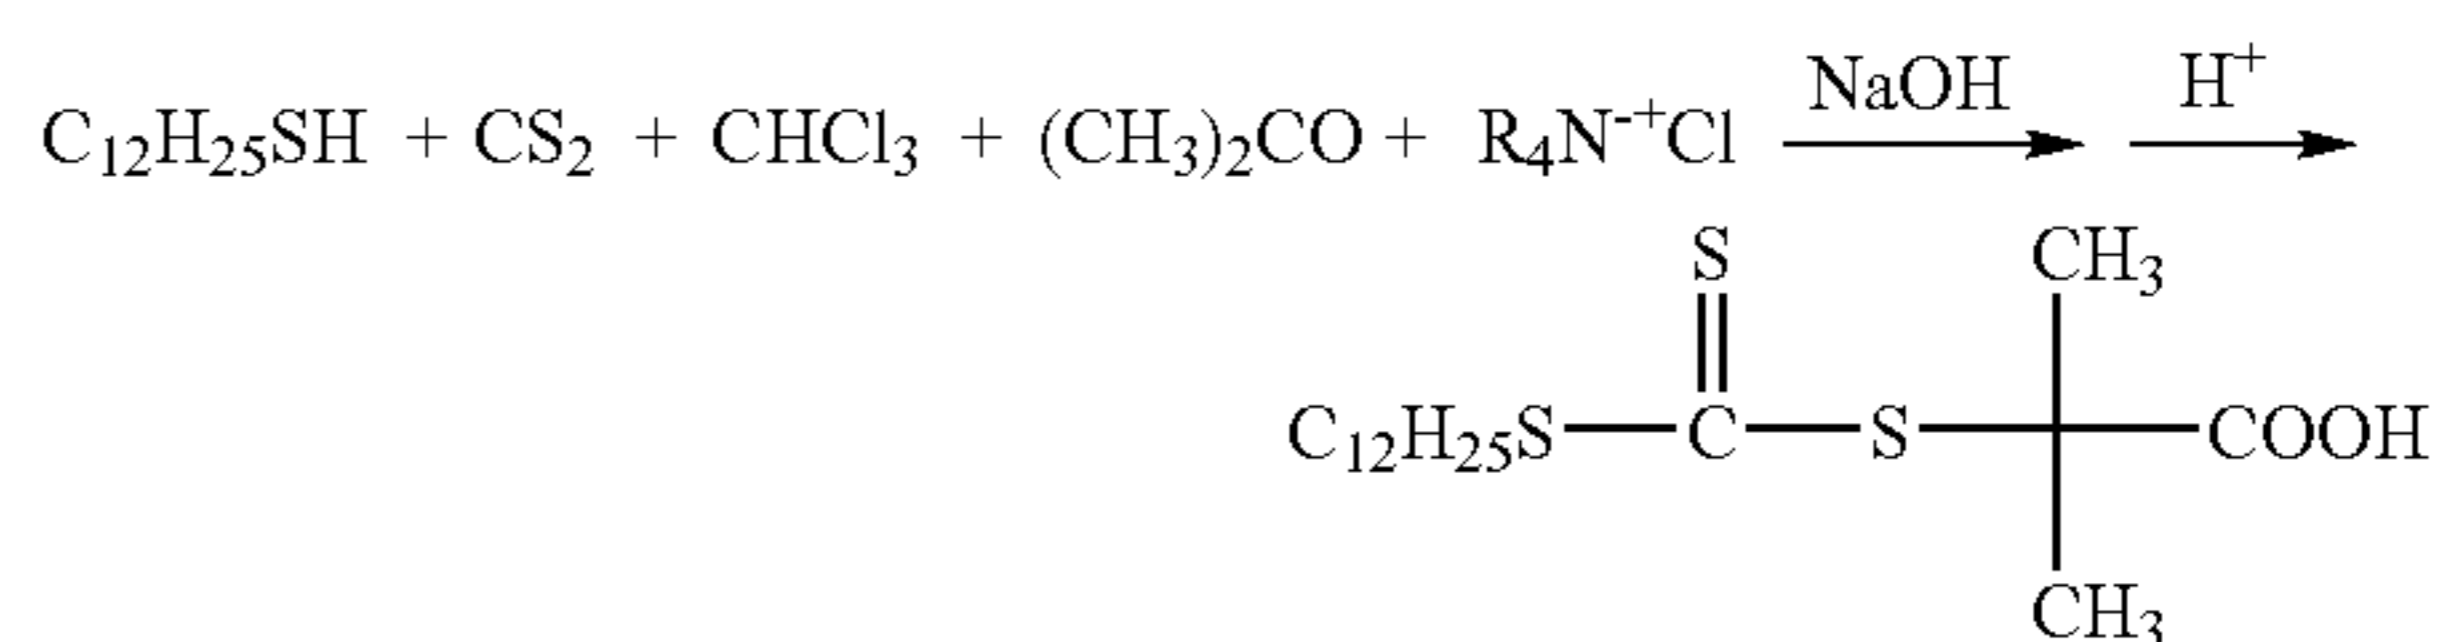 NaOH H⁺
C₁₂H₂₅SH + CS₂ + CHCl₃ + (CH₃)₂CO + R₄N⁻⁺Cl
S CH₃
C₁₂H₂₅S C S COOH
CH₃